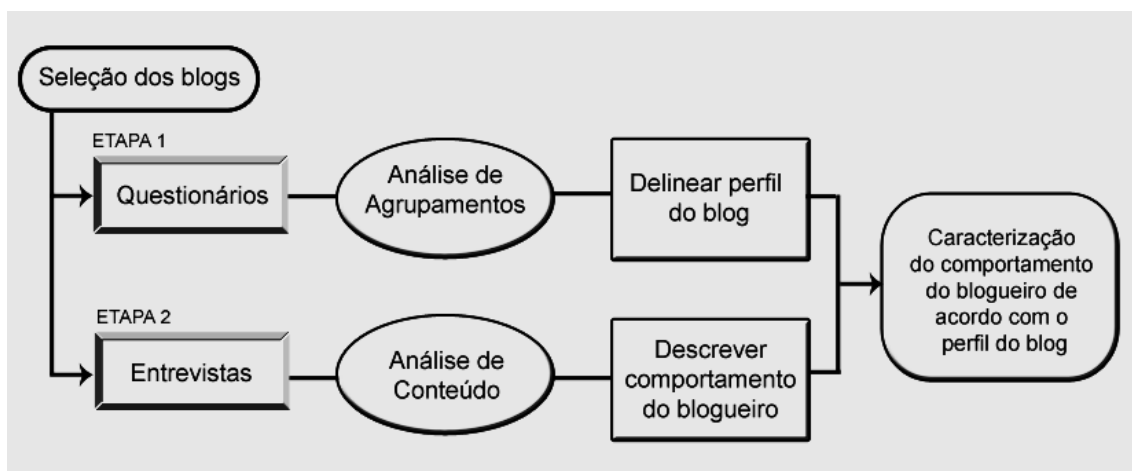 Seleção dos blogs
ETAPA 1
Questionários
Análise de
Agrupamentos
Delinear perfil
do blog
ETAPA 2
Entrevistas
Análise de
Conteúdo
Descrever
comportamento
do blogueiro
Caracterização
do comportamento
do blogueiro de
acordo com o
perfil do blog